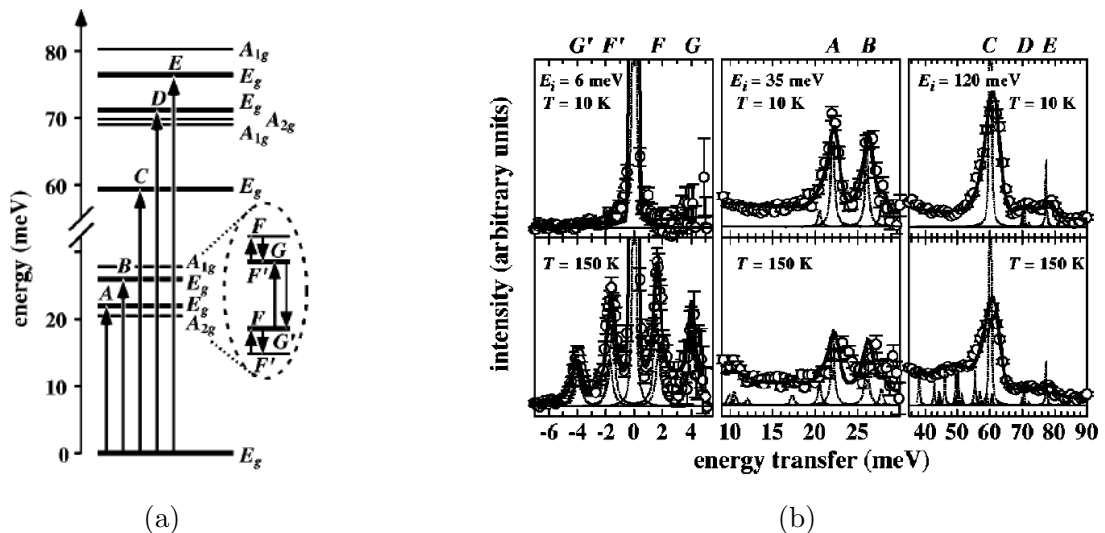 80
70
60
20
10
0
energy (meV)
A1g
Eg
Eg
A2g
A1g
Eg
A1g
Eg
Eg
A2g
Eg
A
B
C
D
E
F
G
F'
F
G
F'
(a)
G' F' F G A B C D E
Ei = 6 meV
T = 10 K
Ei = 35 meV
T = 10 K
Ei = 120 meV
T = 10 K
T = 150 K
T = 150 K
T = 150 K
intensity (arbitrary units)
-6 -4 -2 0 2 4 10 15 20 25 40 50 60 70 80 90
energy transfer (meV)
(b)